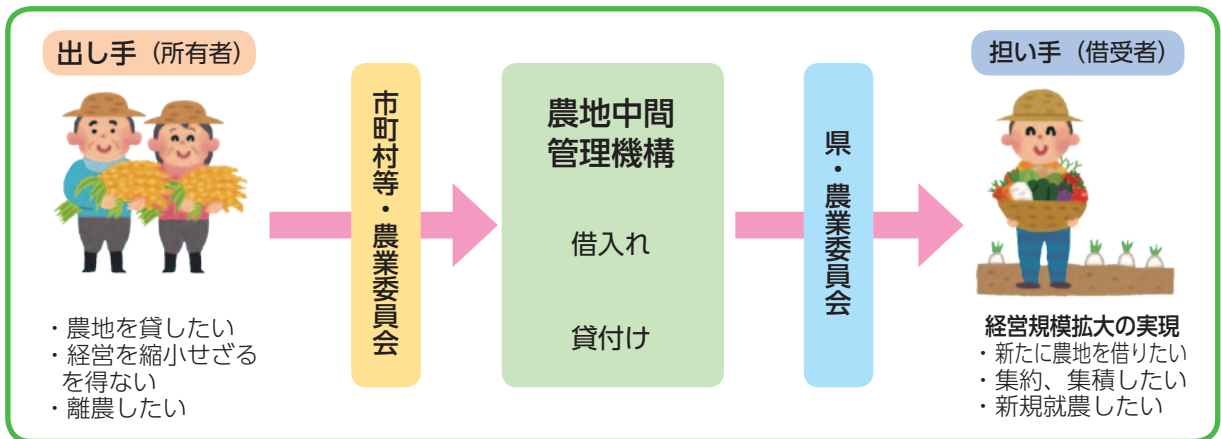 出し手（所有者）
・農地を貸したい
・経営を縮小せざる
を得ない
・離農したい
市町村等・農業委員会
農地中間
管理機構
借入れ
貸付け
県・農業委員会
担い手（借受者）
経営規模拡大の実現
・新たに農地を借りたい
・集約、集積したい
・新規就農したい